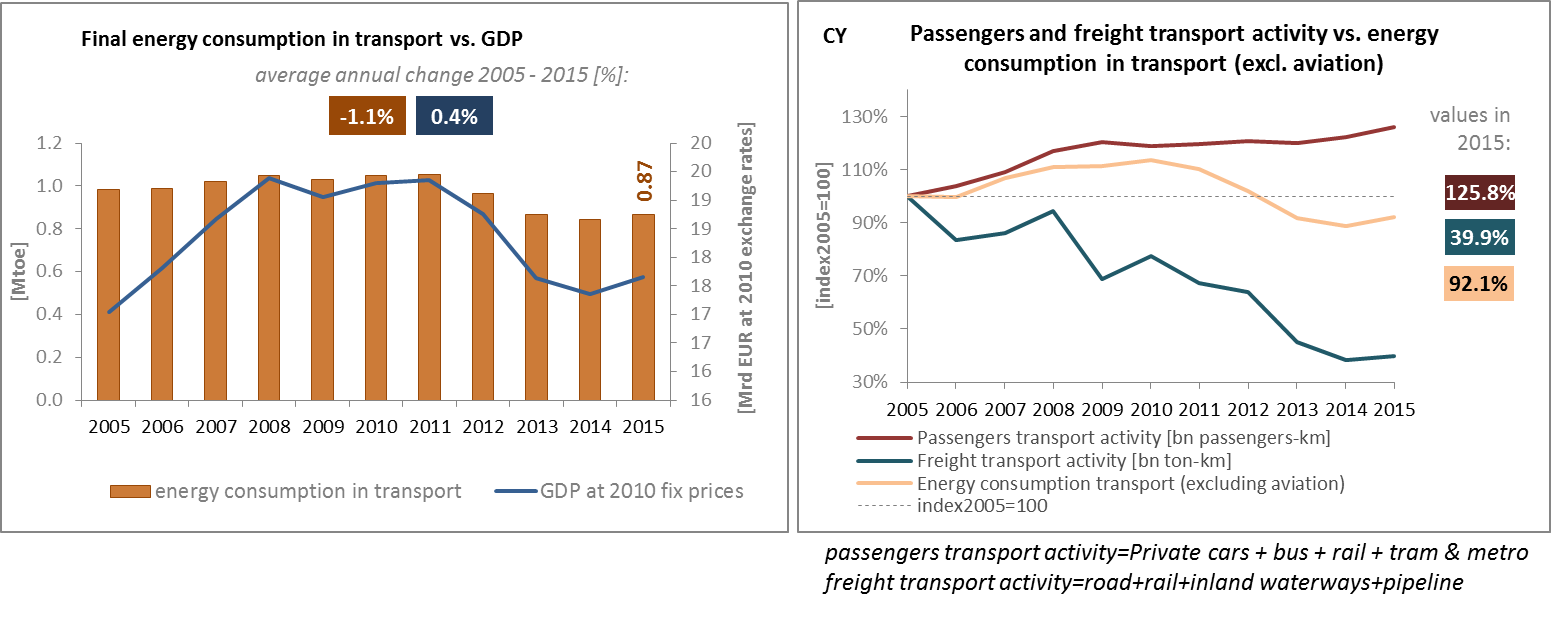 Final energy consumption in transport vs. GDP
average annual change 2005 - 2015 [%]:
-1.1% 0.4%
[Mtoe]
1.2
1.0
0.8
0.6
0.4
0.2
0.0
0.87
20
20
19
19
18
18
17
17
16
16
[Mrd EUR at 2010 exchange rates]
2005 2006 2007 2008 2009 2010 2011 2012 2013 2014 2015
energy consumption in transport GDP at 2010 fix prices
CY
Passengers and freight transport activity vs. energy
consumption in transport (excl. aviation)
[index2005=100]
130%
110%
90%
70%
50%
30%
values in
2015:
125.8%
39.9%
92.1%
2005 2006 2007 2008 2009 2010 2011 2012 2013 2014 2015
Passengers transport activity [bn passengers-km]
Freight transport activity [bn ton-km]
Energy consumption transport (excluding aviation)
index2005=100
passengers transport activity=Private cars + bus + rail + tram & metro
freight transport activity=road+rail+inland waterways+pipeline